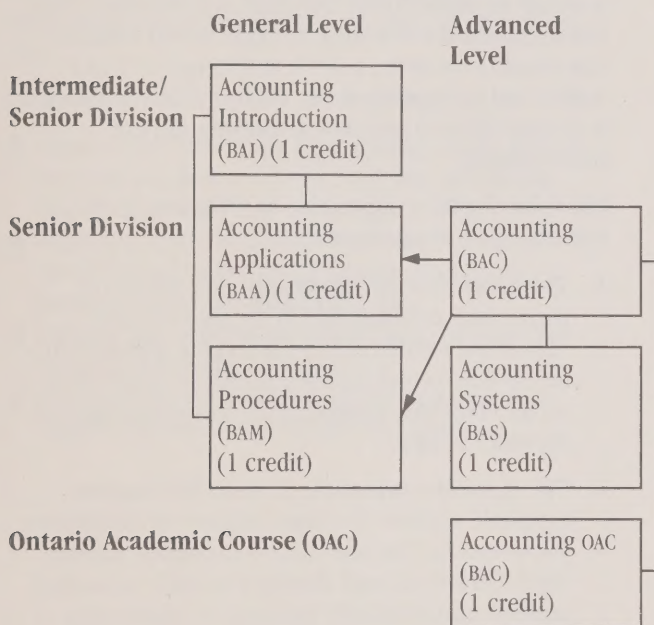 General Level
Advanced
Level
Intermediate/
Senior Division
Accounting
Introduction
(BAI) (1 credit)
Senior Division
Accounting
Applications
(BAA) (1 credit)
Accounting
(BAC)
(1 credit)
Accounting
Procedures
(BAM)
(1 credit)
Accounting
Systems
(BAS)
(1 credit)
Ontario Academic Course (OAC)
Accounting OAC
(BAC)
(1 credit)